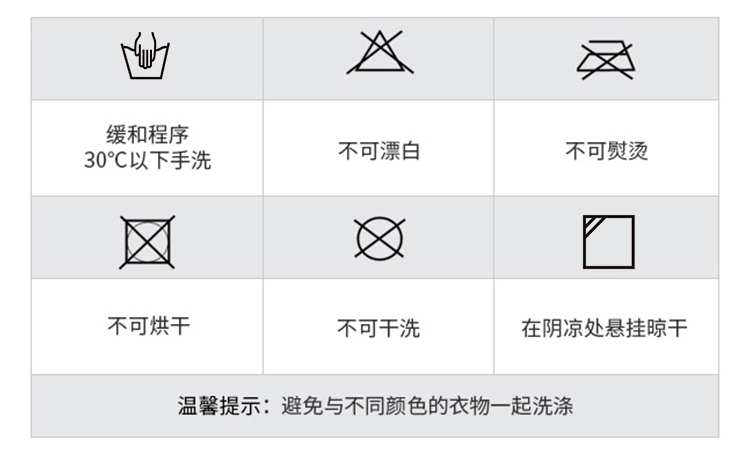 缓和程序
30℃以下手洗
不可漂白
不可熨烫
不可烘干
不可干洗
在阴凉处悬挂晾干
温馨提示：避免与不同颜色的衣物一起洗涤